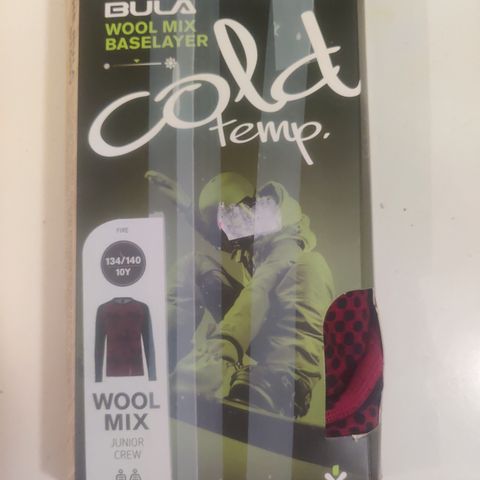 BULA
WOOL MIX
BASELAYER
cold
temp.
FIRE
134/140
10Y
WOOL
MIX
JUNIOR
CREW